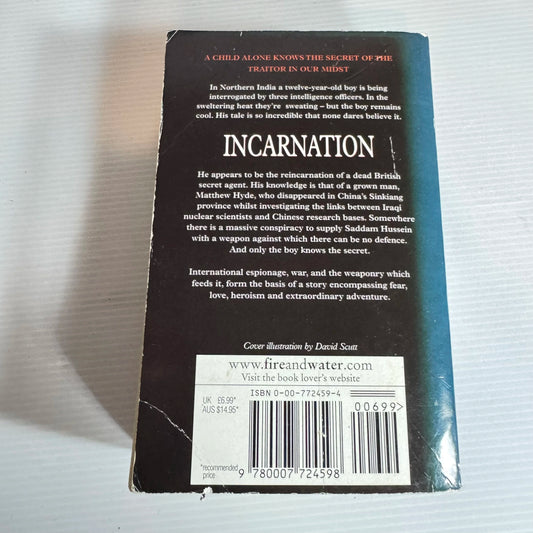 A CHILD ALONE KNOWS THE SECRET OF THE
TRAITOR IN OUR MIDST
In Northern India a twelve-year-old boy is being
interrogated by three intelligence officers. In the
sweltering heat they're sweating – but the boy remains
cool. His tale is so incredible that none dares believe it.
INCARNATION
He appears to be the reincarnation of a dead British
secret agent. His knowledge is that of a grown man,
Matthew Hyde, who disappeared in China's Sinkiang
province whilst investigating the links between Iraqi
nuclear scientists and Chinese research bases. Somewhere
there is a massive conspiracy to supply Saddam Hussein
with a weapon against which there can be no defence.
And only the boy knows the secret.
International espionage, war, and the weaponry which
feeds it, form the basis of a story encompassing fear,
love, heroism and extraordinary adventure.
Cover illustration by David Scutt
www.fireandwater.com
Visit the book lover's website
ISBN 0-00-772459-4
UK £6.99*
AUS $14.95*
00699>
*recommended
price
9 780007 724598